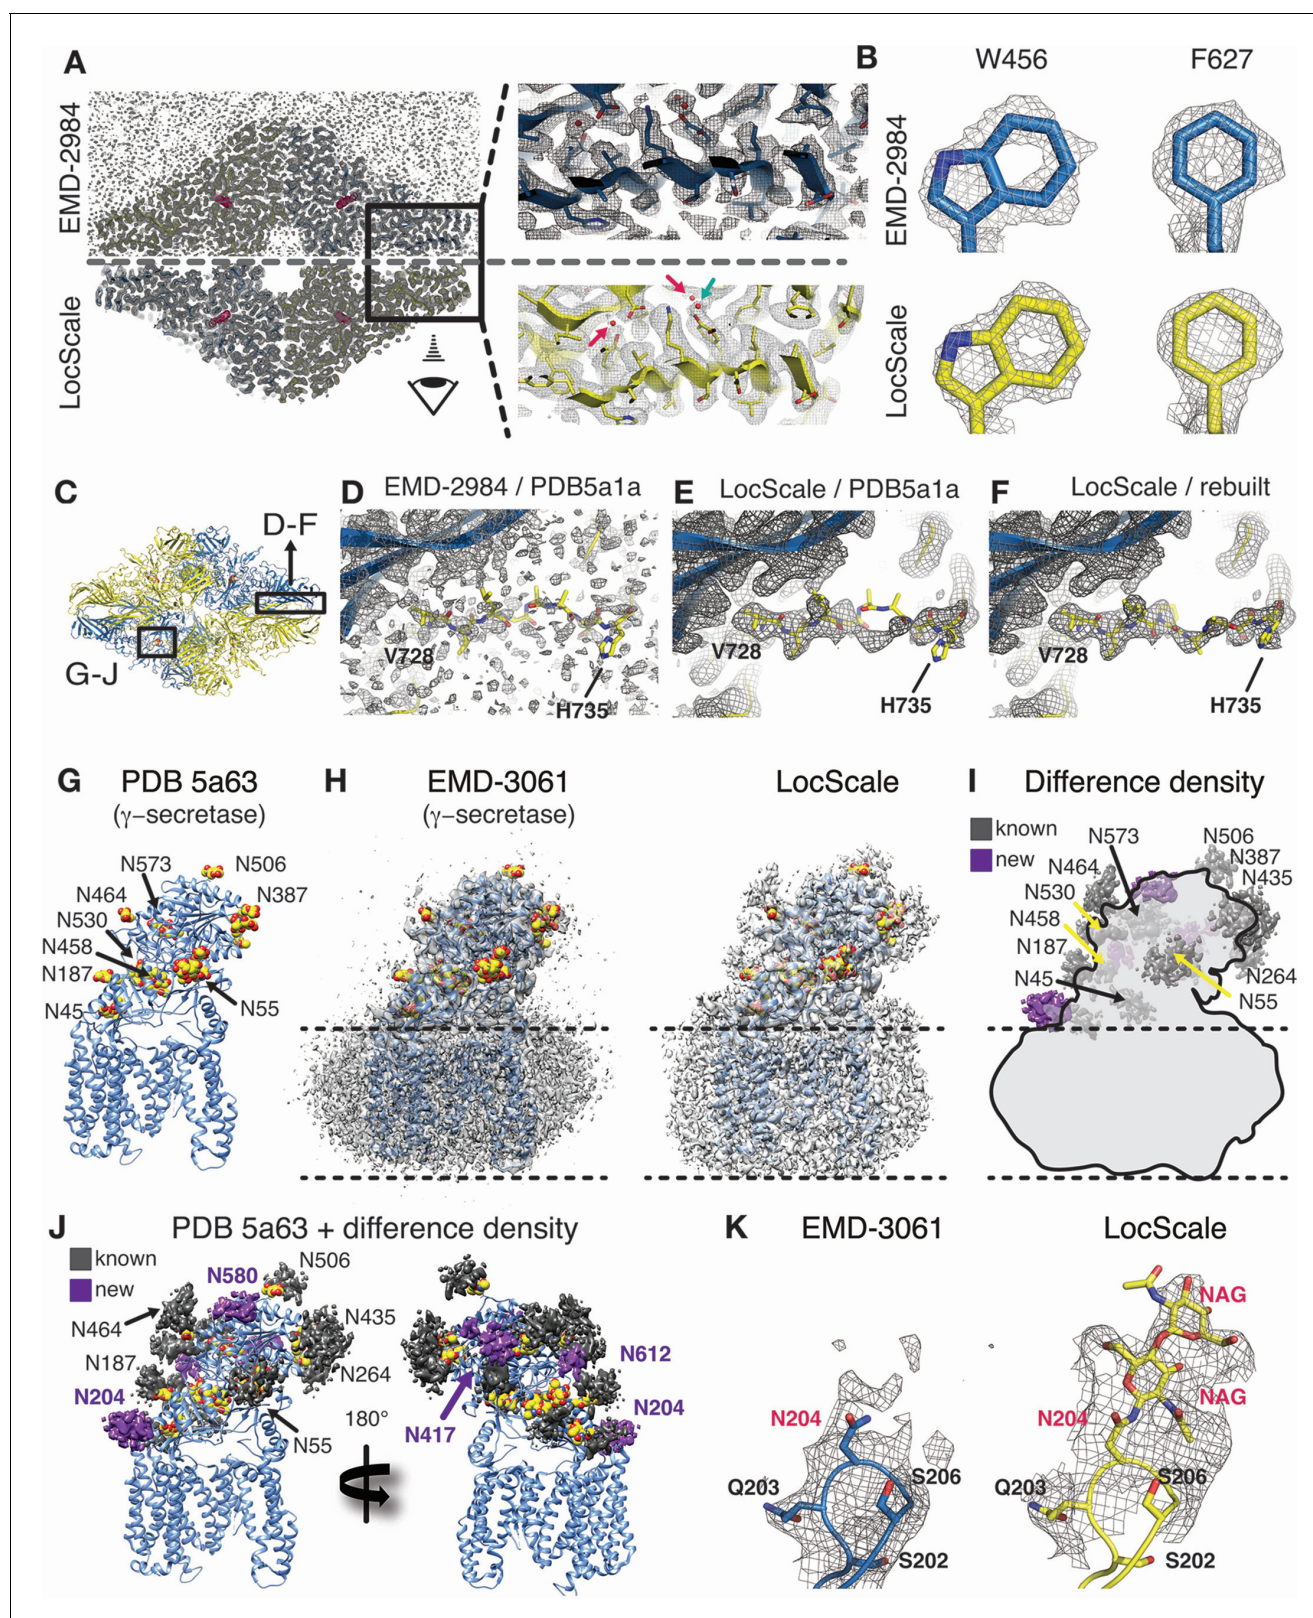 A
EMD-2984
LocScale
B
W456
F627
EMD-2984
LocScale
C
D-F
G-J
D
EMD-2984 / PDB5a1a
V728
H735
E
LocScale / PDB5a1a
V728
H735
F
LocScale / rebuilt
V728
H735
G
PDB 5a63
(γ−secretase)
N573
N506
N464
N387
N530
N458
N187
N45
N55
H
EMD-3061
(γ−secretase)
LocScale
I
Difference density
known
new
N573
N506
N464
N387
N530
N435
N458
N187
N45
N264
N55
J
PDB 5a63 + difference density
known
new
N580
N506
N464
N435
N187
N264
N204
N55
180°
N612
N204
N417
K
EMD-3061
N204
Q203
S206
S202
LocScale
NAG
NAG
N204
S206
Q203
S202